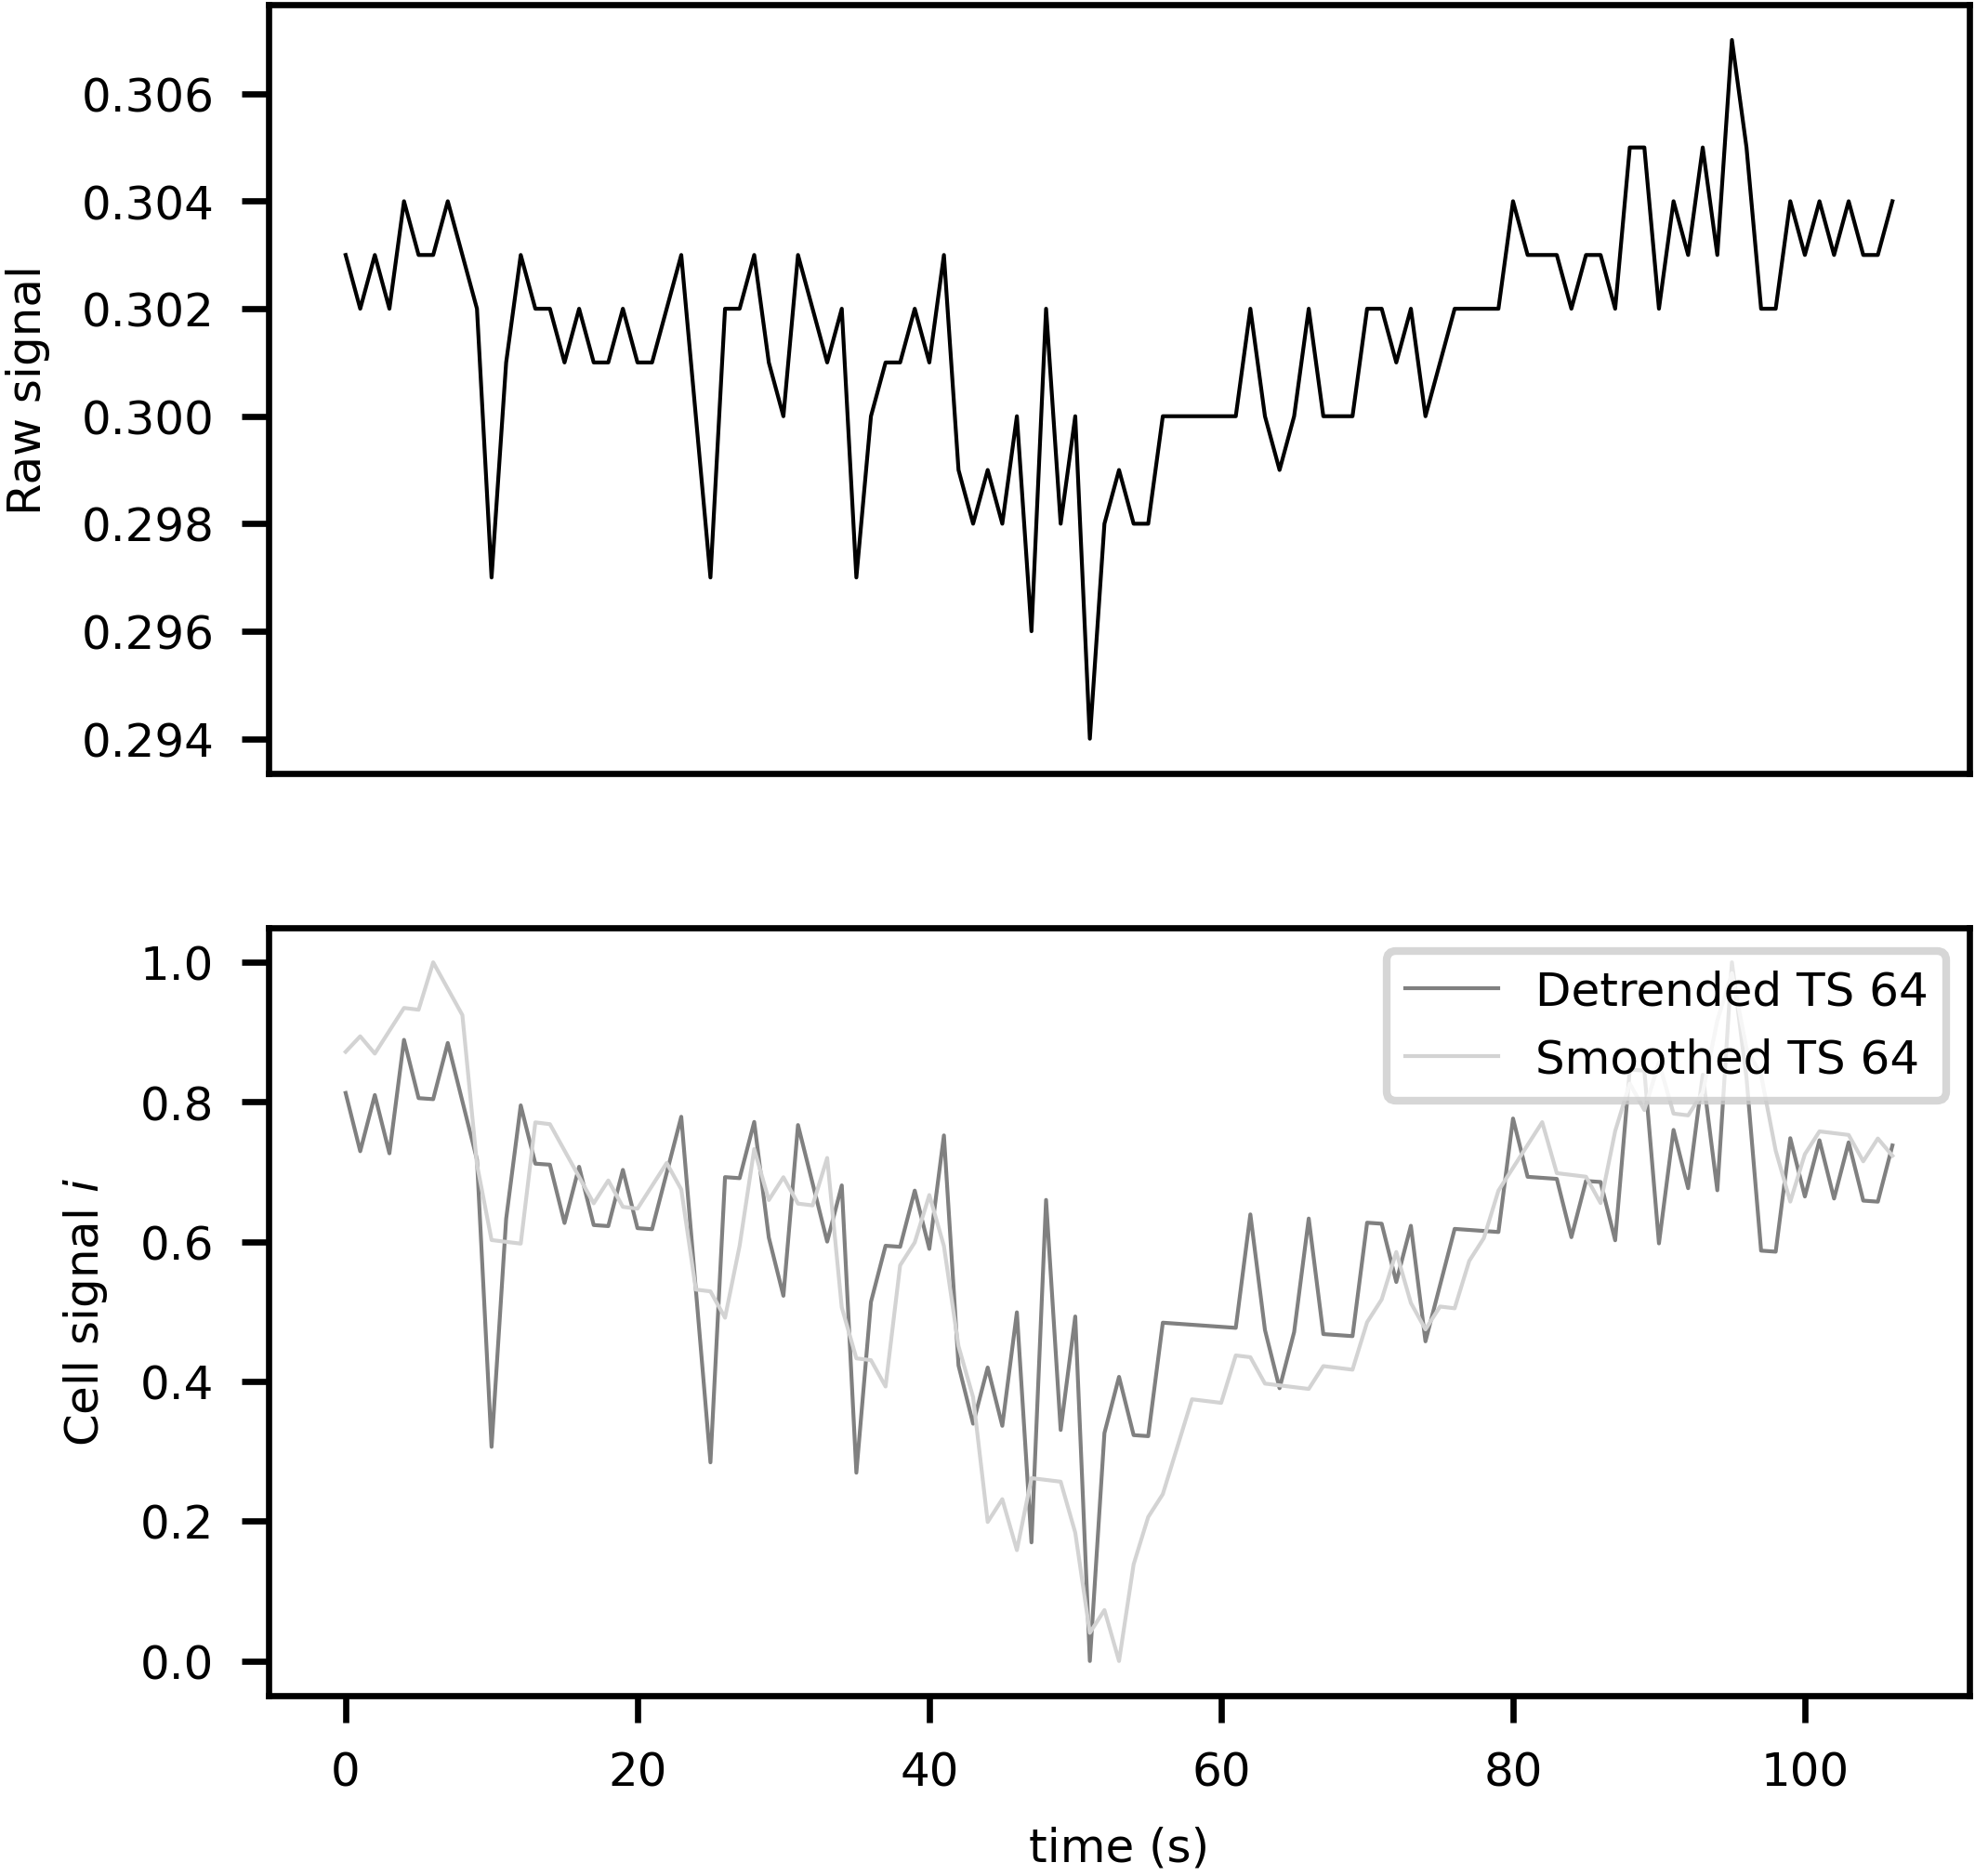 Raw signal
0.306
0.304
0.302
0.300
0.298
0.296
0.294
Cell signal i
1.0
0.8
0.6
0.4
0.2
0.0
Detrended TS 64
Smoothed TS 64
0 20 40 60 80 100
time (s)